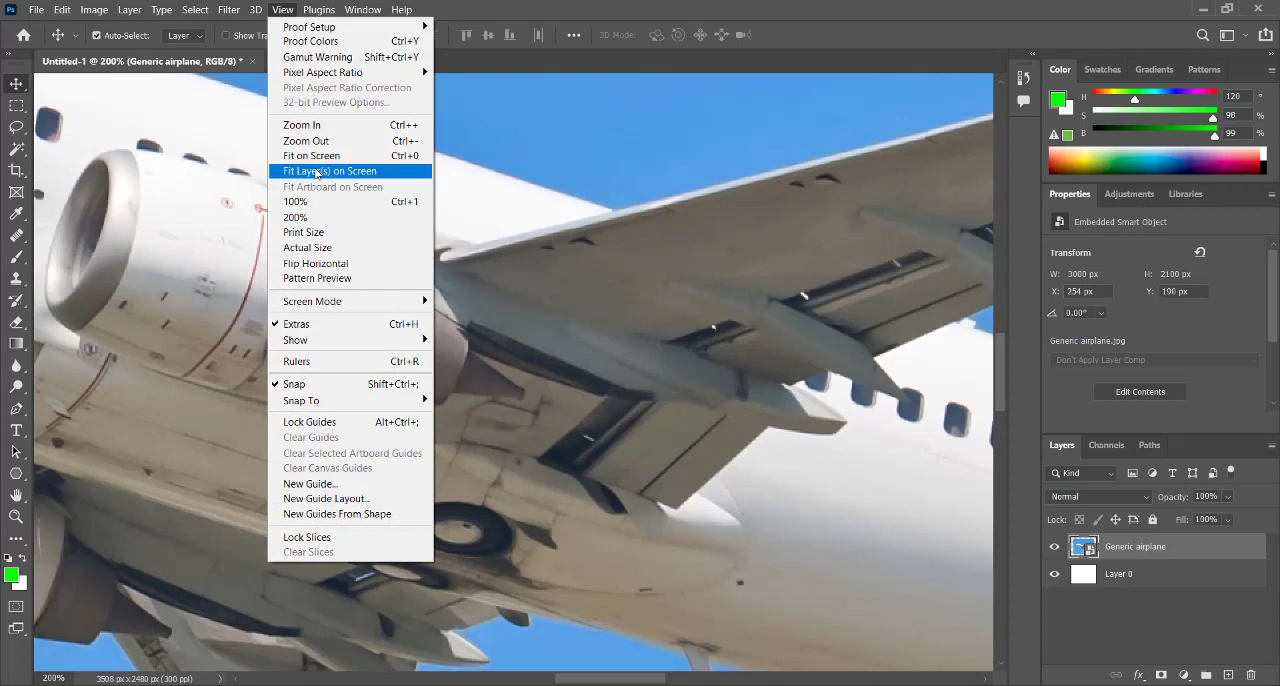 Ps File Edit Image Layer Type Select Filter 3D View Plugins Window Help
Auto-Select: Layer Show Tra 3D Mode:
Untitled-1 @ 200% (Generic airplane, RGB/8) *
Proof Setup
Proof Colors Ctrl+Y
Gamut Warning Shift+Ctrl+Y
Pixel Aspect Ratio
Pixel Aspect Ratio Correction
32-bit Preview Options...
Zoom In Ctrl++
Zoom Out Ctrl+-
Fit on Screen Ctrl+0
Fit Layer(s) on Screen
Fit Artboard on Screen
100% Ctrl+1
200%
Print Size
Actual Size
Flip Horizontal
Pattern Preview
Screen Mode
Extras Ctrl+H
Show
Rulers Ctrl+R
Snap Shift+Ctrl+;
Snap To
Lock Guides Alt+Ctrl+;
Clear Guides
Clear Selected Artboard Guides
Clear Canvas Guides
New Guide...
New Guide Layout...
New Guides From Shape
Lock Slices
Clear Slices
Color Swatches Gradients Patterns
H 120 °
S 98 %
B 99 %
Properties Adjustments Libraries
Embedded Smart Object
Transform
W: 3000 px H: 2100 px
X: 254 px Y: 190 px
0.00°
Generic airplane.jpg
Don't Apply Layer Comp
Edit Contents
Layers Channels Paths
Kind
Normal Opacity: 100%
Lock: Fill: 100%
Generic airplane
Layer 0
fx
200% 3508 px x 2480 px (300 ppi)